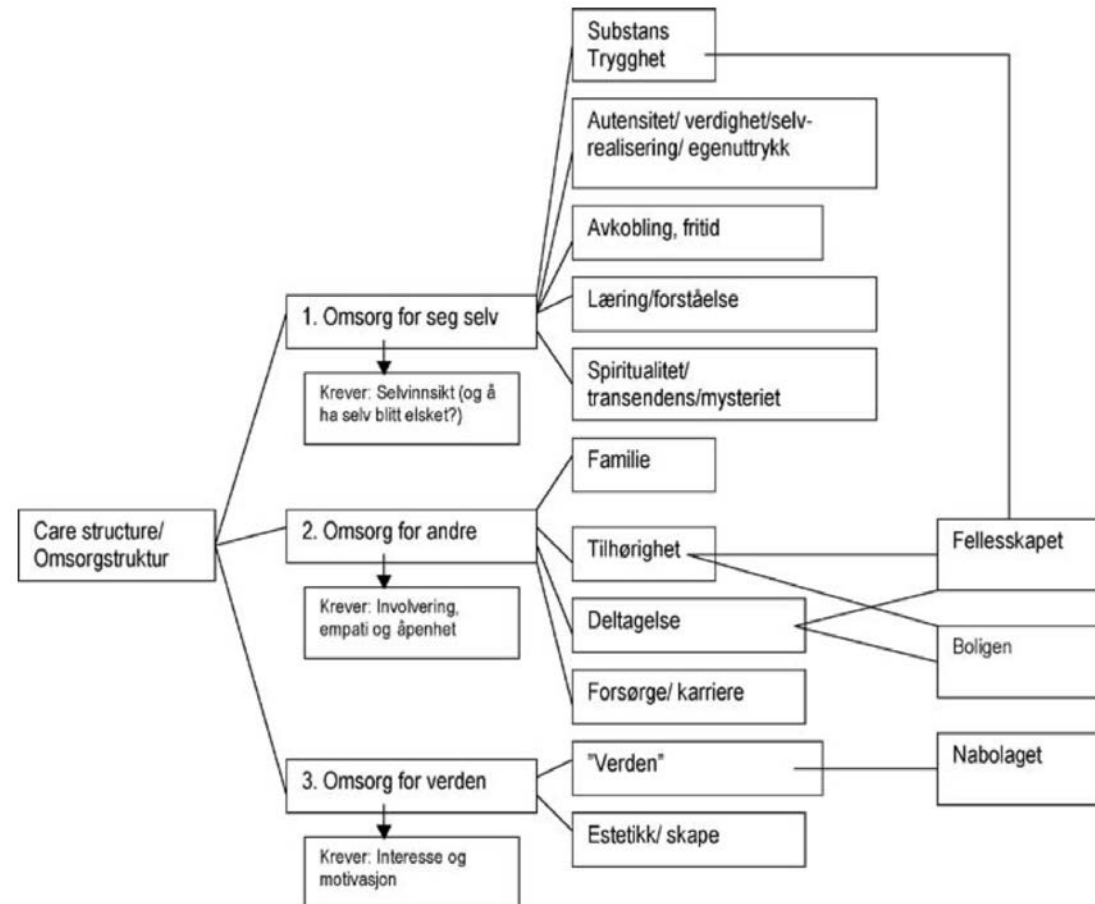 Substans
Trygghet
Autensitet/ verdighet/selv-
realisering/ egenuttrykk
Avkobling, fritid
Læring/forståelse
1. Omsorg for seg selv
Spiritualitet/
transendens/mysteriet
Krever: Selvinnsikt (og å
ha selv blitt elsket?)
Familie
Care structure/
Omsorgstruktur
2. Omsorg for andre
Tilhørighet
Fellesskapet
Krever: Involvering,
empati og åpenhet
Deltagelse
Boligen
Forsørge/ karriere
3. Omsorg for verden
"Verden"
Nabolaget
Estetikk/ skape
Krever: Interesse og
motivasjon